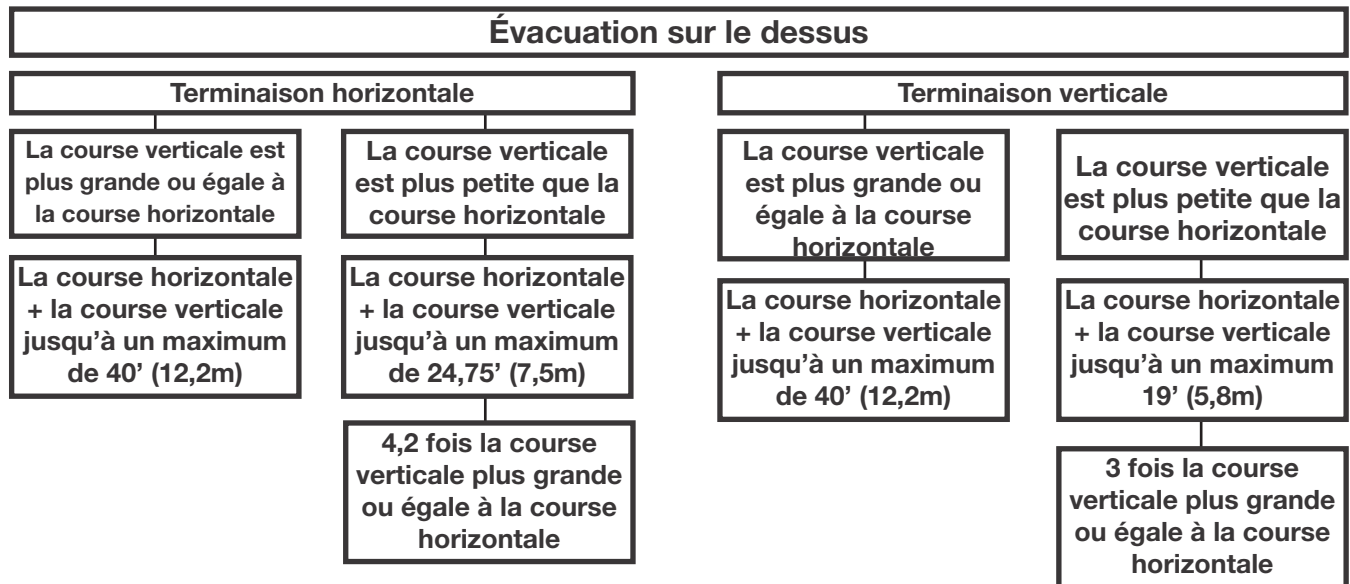 Évacuation sur le dessus
Terminaison horizontale
La course verticale est
plus grande ou égale à
la course horizontale
La course horizontale
+ la course verticale
jusqu'à un maximum
de 40’ (12,2m)
La course verticale
est plus petite que la
course horizontale
La course horizontale
+ la course verticale
jusqu'à un maximum
de 24,75’ (7,5m)
4,2 fois la course
verticale plus grande
ou égale à la course
horizontale
Terminaison verticale
La course verticale
est plus grande ou
égale à la course
horizontale
La course horizontale
+ la course verticale
jusqu'à un maximum
de 40’ (12,2m)
La course verticale
est plus petite que la
course horizontale
La course horizontale
+ la course verticale
jusqu'à un maximum
19’ (5,8m)
3 fois la course
verticale plus grande
ou égale à la course
horizontale